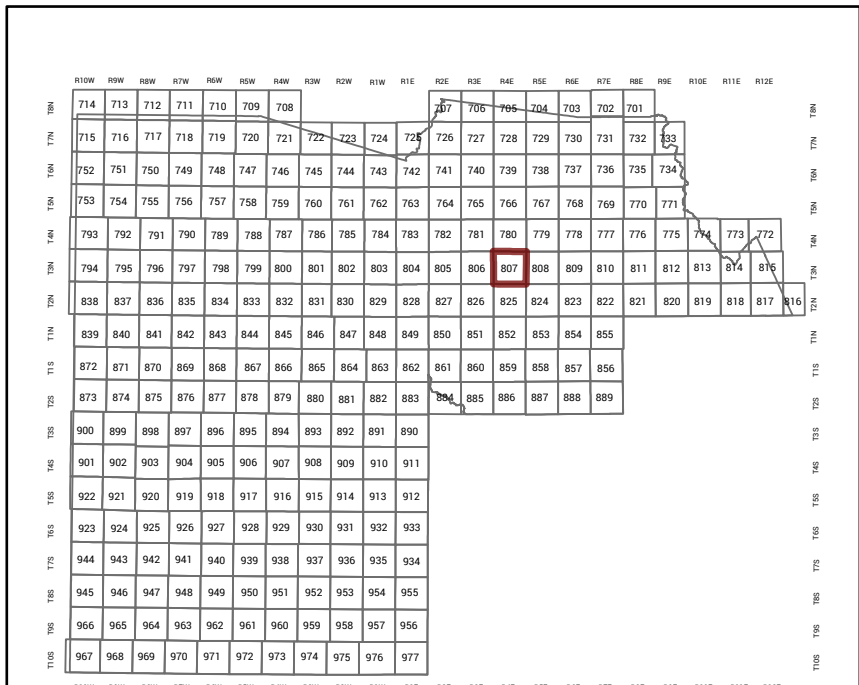 R10W R9W R8W R7W R6W R5W R4W R3W R2W R1W R1E R2E R3E R4E R5E R6E R7E R8E R9E R10E R11E R12E
T8N 714 713 712 711 710 709 708 707 706 705 704 703 702 701 T8N
T7N 715 716 717 718 719 720 721 722 723 724 725 726 727 728 729 730 731 732 733 T7N
T6N 752 751 750 749 748 747 746 745 744 743 742 741 740 739 738 737 736 735 734 T6N
T5N 753 754 755 756 757 758 759 760 761 762 763 764 765 766 767 768 769 770 771 T5N
T4N 793 792 791 790 789 788 787 786 785 784 783 782 781 780 779 778 777 776 775 774 773 772 T4N
T3N 794 795 796 797 798 799 800 801 802 803 804 805 806 807 808 809 810 811 812 813 814 815 T3N
T2N 838 837 836 835 834 833 832 831 830 829 828 827 826 825 824 823 822 821 820 819 818 817 816 T2N
T1N 839 840 841 842 843 844 845 846 847 848 849 850 851 852 853 854 855 T1N
T1S 872 871 870 869 868 867 866 865 864 863 862 861 860 859 858 857 856 T1S
T2S 873 874 875 876 877 878 879 880 881 882 883 884 885 886 887 888 889 T2S
T3S 900 899 898 897 896 895 894 893 892 891 890 T3S
T4S 901 902 903 904 905 906 907 908 909 910 911 T4S
T5S 922 921 920 919 918 917 916 915 914 913 912 T5S
T6S 923 924 925 926 927 928 929 930 931 932 933 T6S
T7S 944 943 942 941 940 939 938 937 936 935 934 T7S
T8S 945 946 947 948 949 950 951 952 953 954 955 T8S
T9S 966 965 964 963 962 961 960 959 958 957 956 T9S
T10S 967 968 969 970 971 972 973 974 975 976 977 T10S